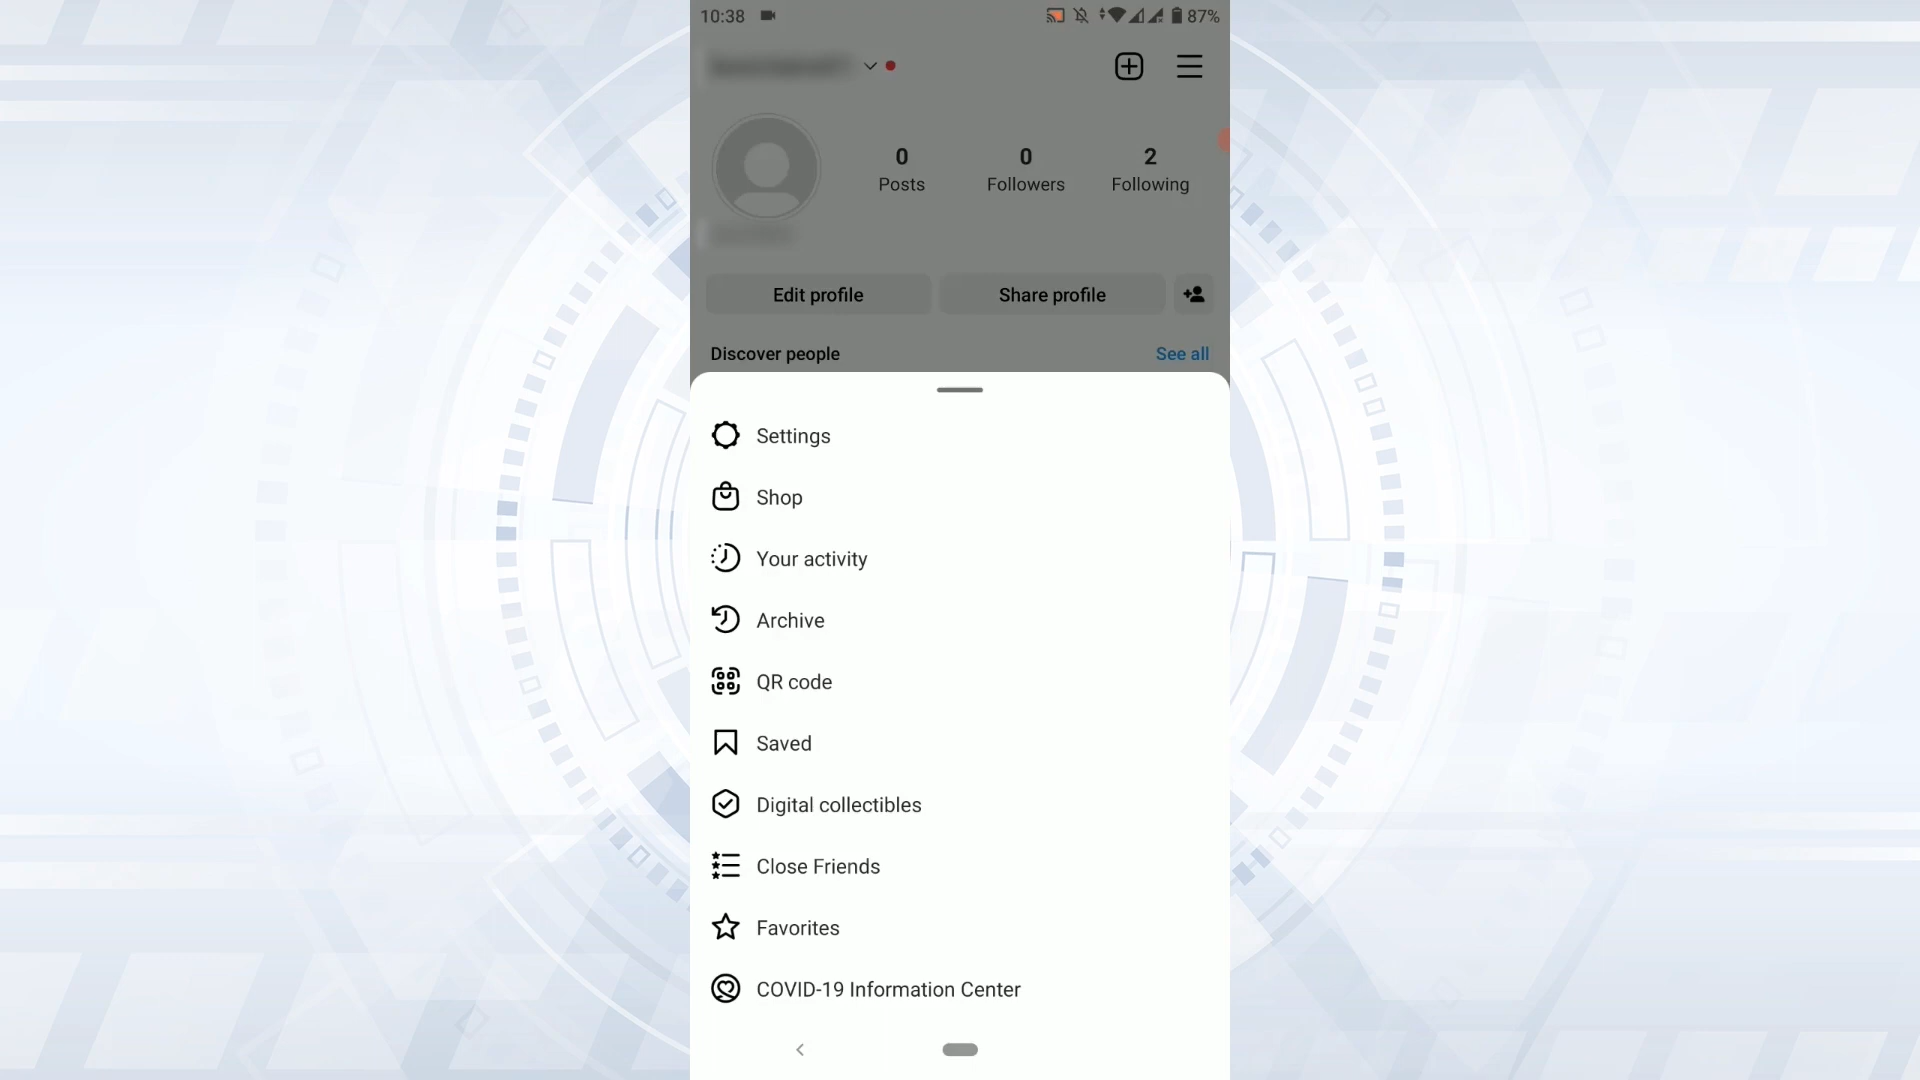 10:38 87%
0 0 2
Posts Followers Following
Edit profile Share profile
Discover people See all
Settings
Shop
Your activity
Archive
QR code
Saved
Digital collectibles
Close Friends
Favorites
COVID-19 Information Center